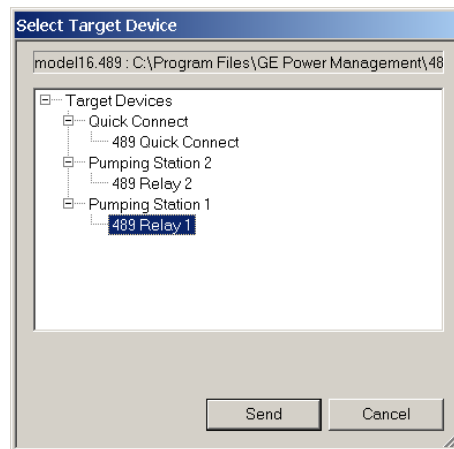 Select Target Device
model16.489 : C:\Program Files\GE Power Management\48
Target Devices
Quick Connect
489 Quick Connect
Pumping Station 2
489 Relay 2
Pumping Station 1
489 Relay 1
Send Cancel